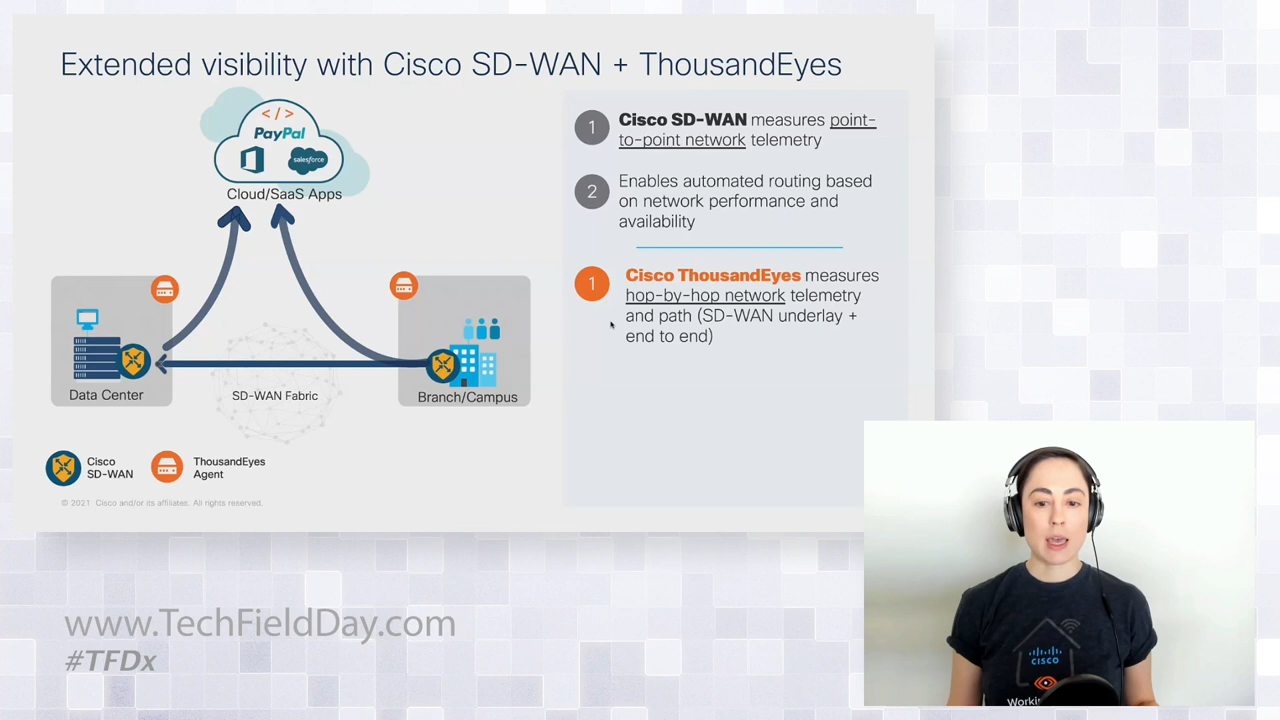 Extended visibility with Cisco SD-WAN + ThousandEyes
</>
PayPal
salesforce
Cloud/SaaS Apps
Data Center
SD-WAN Fabric
Branch/Campus
Cisco
SD-WAN
ThousandEyes
Agent
© 2021 Cisco and/or its affiliates. All rights reserved.
1
Cisco SD-WAN measures point-
to-point network telemetry
2
Enables automated routing based
on network performance and
availability
1
Cisco ThousandEyes measures
hop-by-hop network telemetry
and path (SD-WAN underlay +
end to end)
www.TechFieldDay.com
#TFDx
CISCO